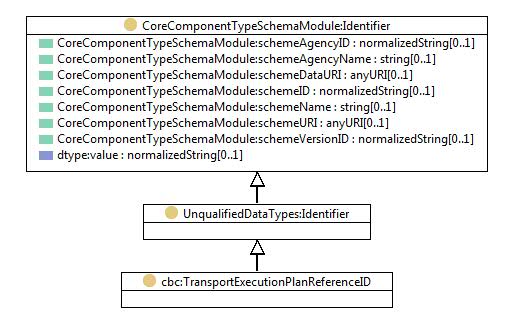 CoreComponentTypeSchemaModule:Identifier
CoreComponentTypeSchemaModule:schemeAgencyID : normalizedString[0..1]
CoreComponentTypeSchemaModule:schemeAgencyName : string[0..1]
CoreComponentTypeSchemaModule:schemeDataURI : anyURI[0..1]
CoreComponentTypeSchemaModule:schemeID : normalizedString[0..1]
CoreComponentTypeSchemaModule:schemeName : string[0..1]
CoreComponentTypeSchemaModule:schemeURI : anyURI[0..1]
CoreComponentTypeSchemaModule:schemeVersionID : normalizedString[0..1]
dtype:value : normalizedString[0..1]
UnqualifiedDataTypes:Identifier
cbc:TransportExecutionPlanReferenceID